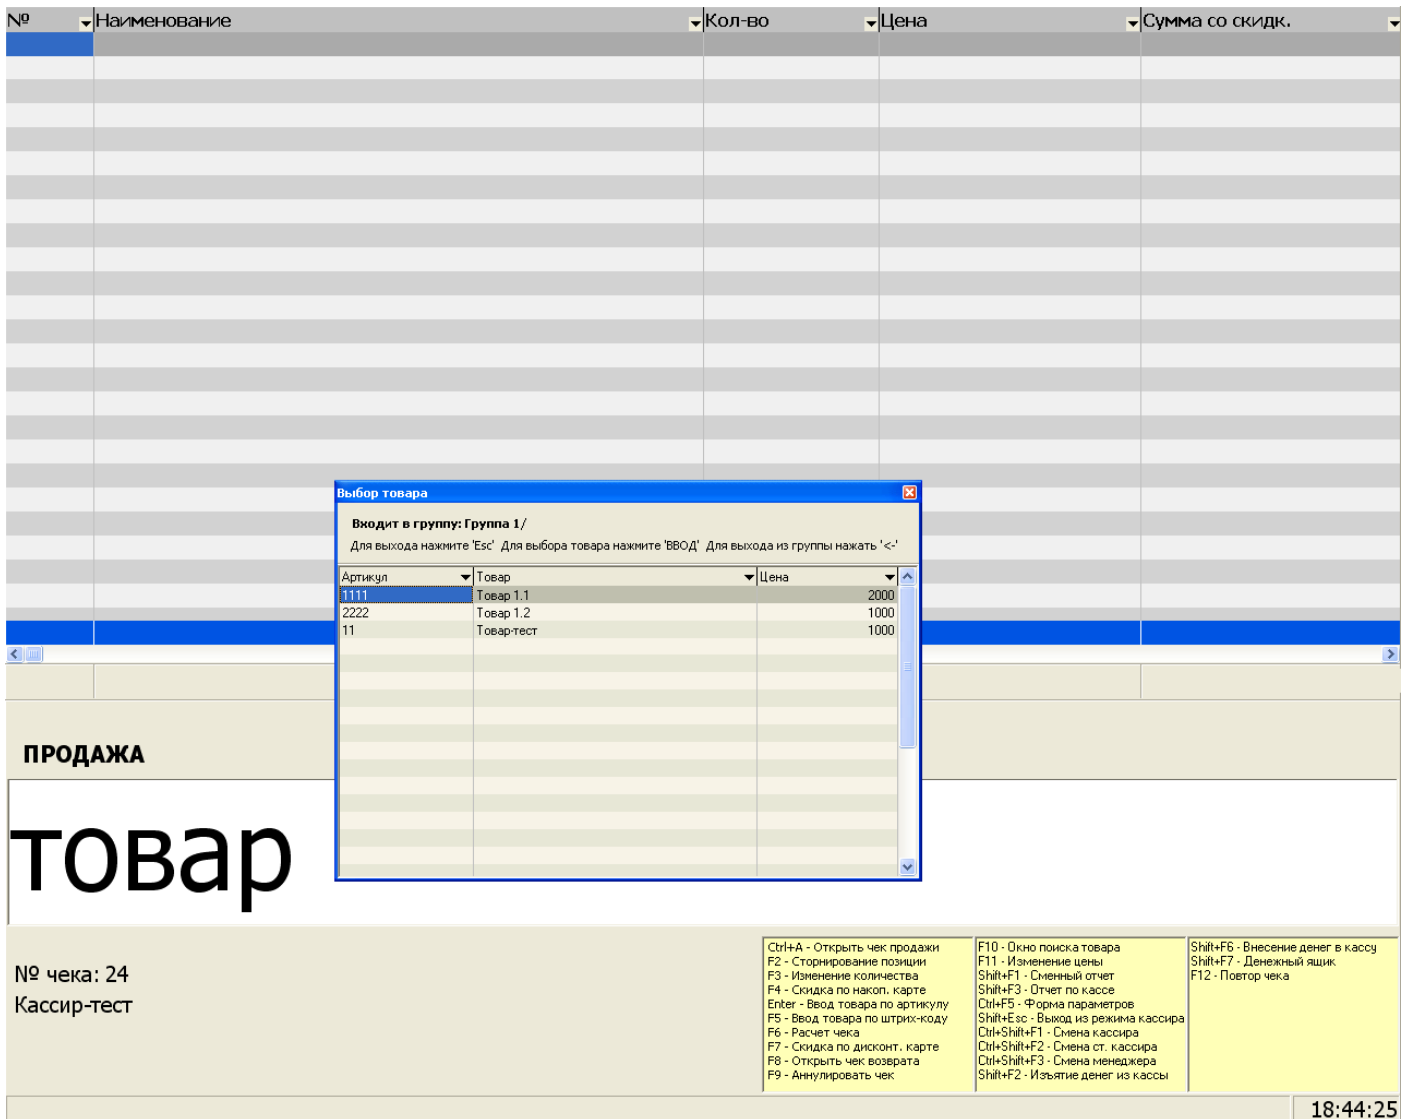 № Наименование Кол-во Цена Сумма со скидк.
Выбор товара
Входит в группу: Группа 1/
Для выхода нажмите 'Esc' Для выбора товара нажмите 'ВВОД' Для выхода из группы нажать '<-'
Артикул Товар Цена
1111 Товар 1.1 2000
2222 Товар 1.2 1000
11 Товар-тест 1000
ПРОДАЖА
товар
№ чека: 24
Кассир-тест
Ctrl+A - Открыть чек продажи
F2 - Сторнирование позиции
F3 - Изменение количества
F4 - Скидка по накоп. карте
Enter - Ввод товара по артикулу
F5 - Ввод товара по штрих-коду
F6 - Расчет чека
F7 - Скидка по дисконт. карте
F8 - Открыть чек возврата
F9 - Аннулировать чек
F10 - Окно поиска товара
F11 - Изменение цены
Shift+F1 - Сменный отчет
Shift+F3 - Отчет по кассе
Ctrl+F5 - Форма параметров
Shift+Esc - Выход из режима кассира
Ctrl+Shift+F1 - Смена кассира
Ctrl+Shift+F2 - Смена ст. кассира
Ctrl+Shift+F3 - Смена менеджера
Shift+F2 - Изъятие денег из кассы
Shift+F6 - Внесение денег в кассу
Shift+F7 - Денежный ящик
F12 - Повтор чека
18:44:25